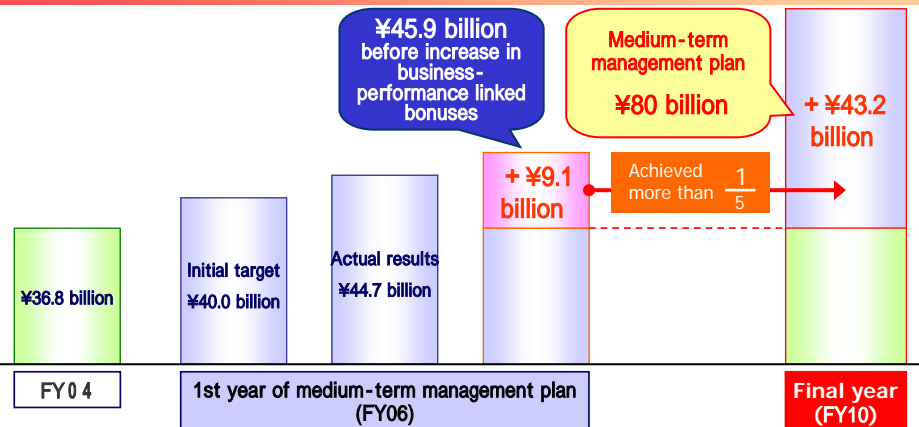 ¥45.9 billion
before increase in
business-
performance linked
bonuses
Medium-term
management plan
¥80 billion
+ ¥43.2
billion
+ ¥9.1
billion
Achieved
more than 1/5
Initial target
¥40.0 billion
Actual results
¥44.7 billion
¥36.8 billion
FY04
1st year of medium-term management plan
(FY06)
Final year
(FY10)